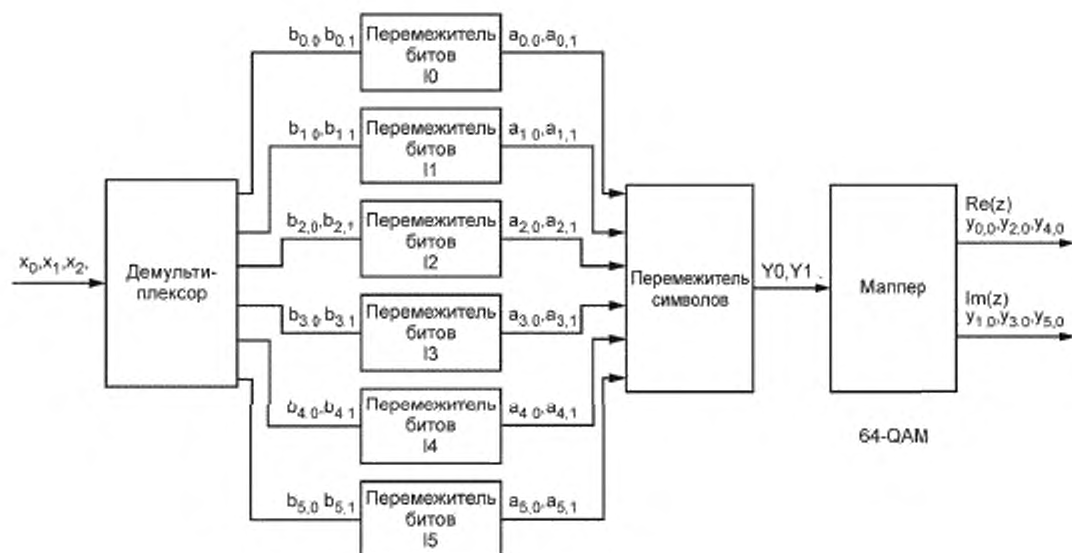 b0.0, b0.1
Перемежитель
битов
I0
a0.0,a0,1
b1 0,b1 1
Перемежитель
битов
I1
a1 0,a1,1
b2,0,b2,1
Перемежитель
битов
I2
a2,0,a2,1
x0,x1,x2,
Демульти-
плексор
b3.0, b3.1
Перемежитель
битов
I3
a3.0,a3,1
b4 0,b4 1
Перемежитель
битов
I4
a4 0,a4,1
b5,0 b5,1
Перемежитель
битов
I5
a5,0,a5,1
Перемежитель
символов
Y0,Y1 .
Маппер
Re(z)
y0,0,y2,0,y4,0
Im(z)
y1 0,y3.0,y5,0
64-QAM